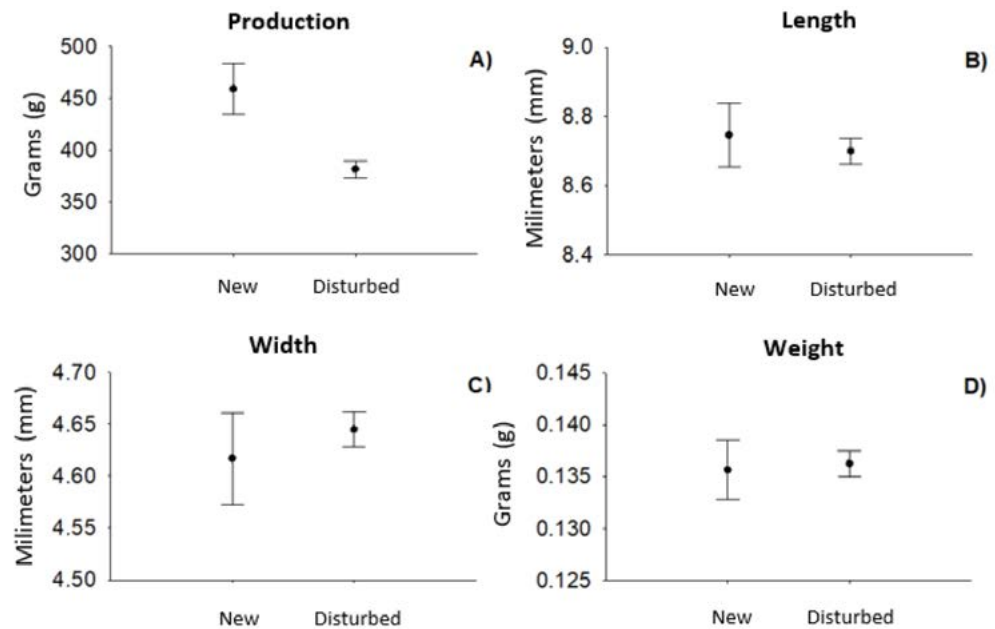 Production
A)
Grams (g)
500
450
400
350
300
New Disturbed
Length
B)
Milimeters (mm)
9.0
8.8
8.6
8.4
New Disturbed
Width
C)
Milimeters (mm)
4.70
4.65
4.60
4.55
4.50
New Disturbed
Weight
D)
Grams (g)
0.145
0.140
0.135
0.130
0.125
New Disturbed